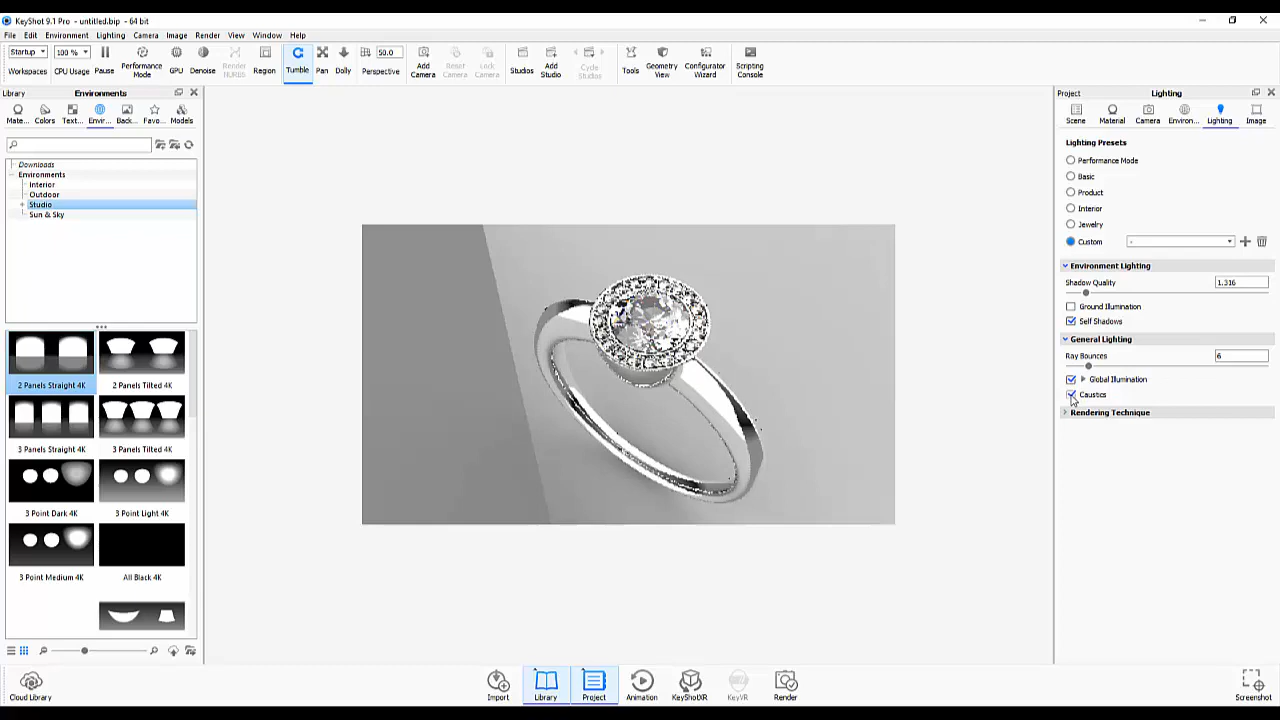 KeyShot 9.1 Pro - untitled.bip - 64 bit
File Edit Environment Lighting Camera Image Render View Window Help
Startup 100 % 50.0
Workspaces CPU Usage Pause Performance Mode GPU Denoise Render NURBS Region Tumble Pan Dolly Perspective Add Camera Reset Camera Lock Camera Studios Add Studio Cycle Studios Tools Geometry View Configurator Wizard Scripting Console
Library Environments
Mate... Colors Text... Envir... Back... Favo... Models
Downloads
Environments
Interior
Outdoor
Studio
Sun & Sky
2 Panels Straight 4K 2 Panels Tilted 4K
3 Panels Straight 4K 3 Panels Tilted 4K
3 Point Dark 4K 3 Point Light 4K
3 Point Medium 4K All Black 4K
Project Lighting
Scene Material Camera Environ... Lighting Image
Lighting Presets
Performance Mode
Basic
Product
Interior
Jewelry
Custom -
Environment Lighting
Shadow Quality 1.316
Ground Illumination
Self Shadows
General Lighting
Ray Bounces 6
Global Illumination
Caustics
Rendering Technique
Cloud Library Import Library Project Animation KeyShotXR KeyVR Render Screenshot